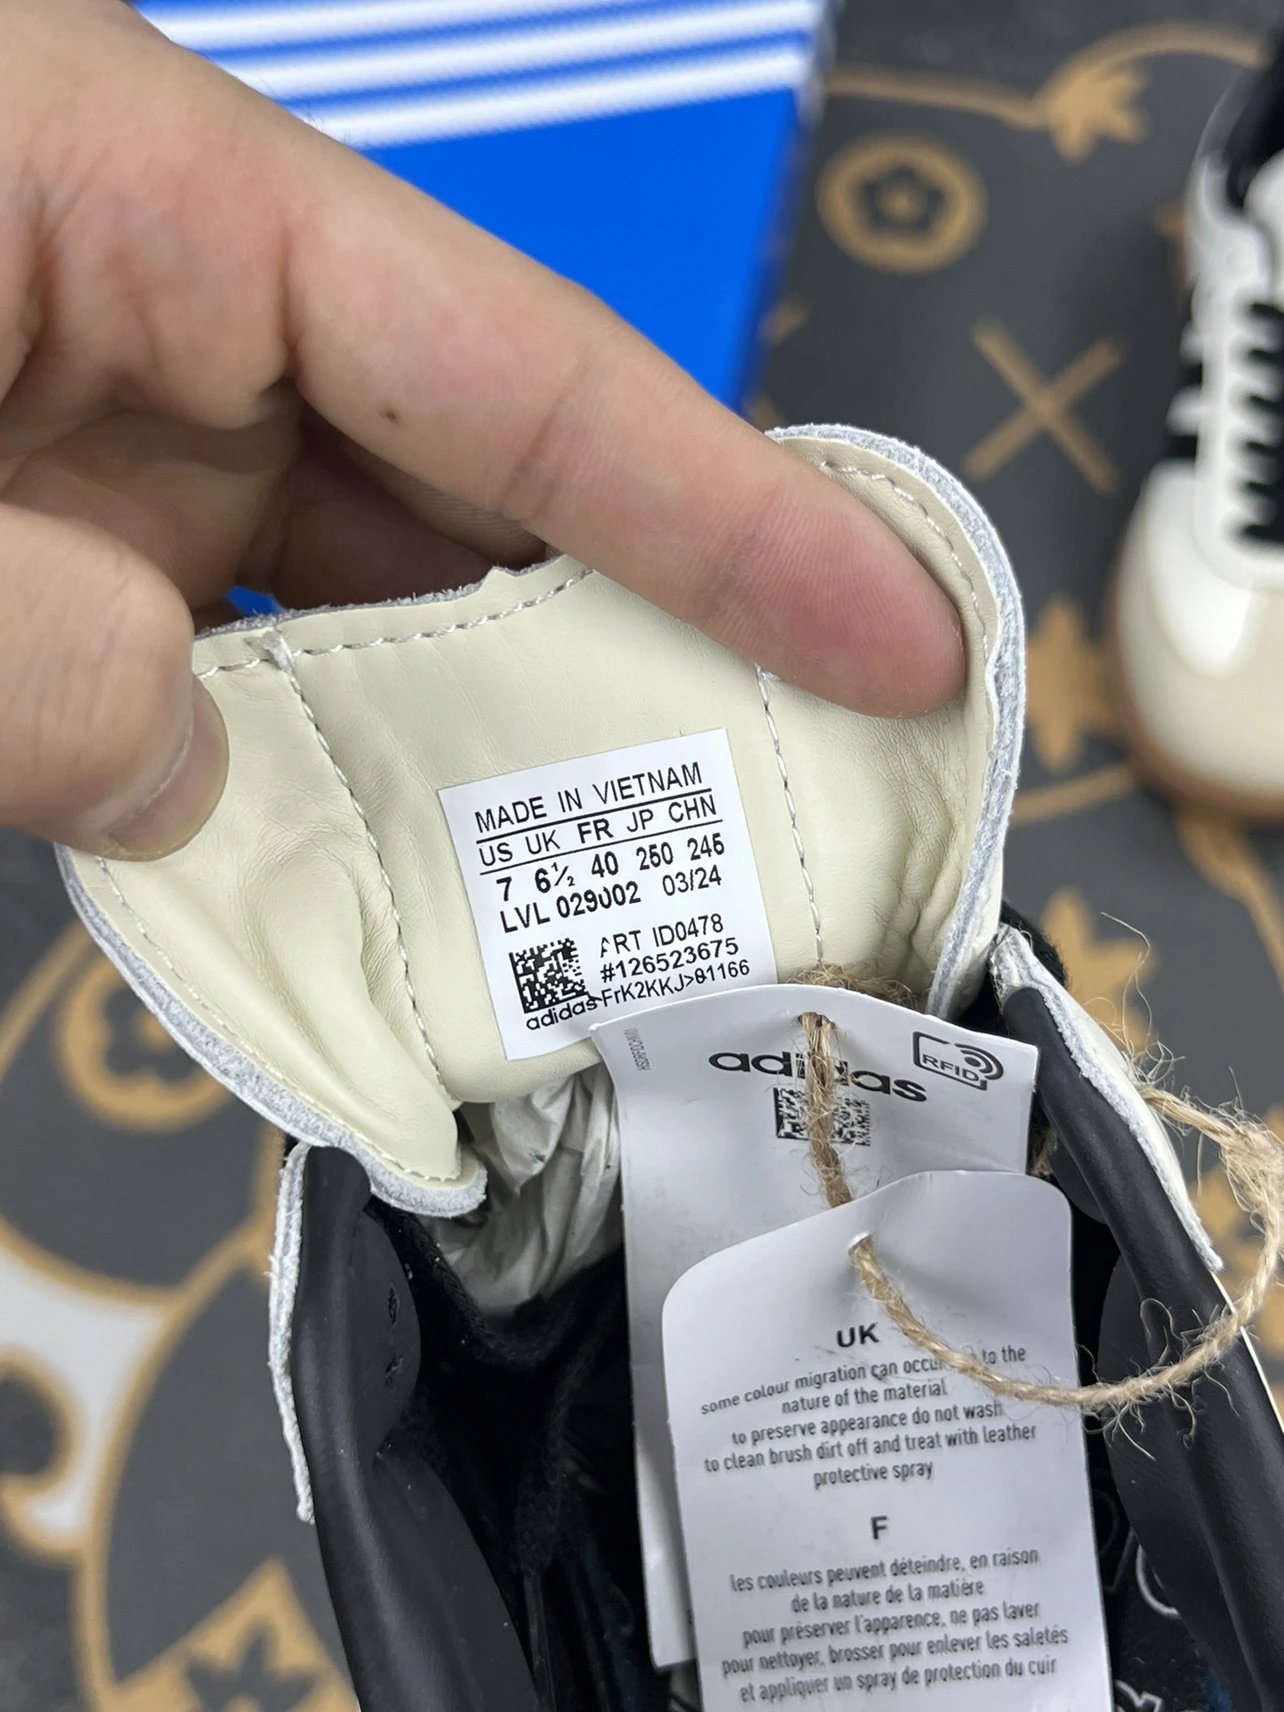 MADE IN VIETNAM
US UK FR JP CHN
7 6½ 40 250 245
LVL 029002 03/24
ART ID0478
#126523675
adidas FrK2KKJ>81166
adidas
RFID
UK
some colour migration can occur to the
nature of the material
to preserve appearance do not wash
to clean brush dirt off and treat with leather
protective spray
F
les couleurs peuvent déteindre, en raison
de la nature de la matière
pour préserver l'apparence, ne pas laver
pour nettoyer, brosser pour enlever les saletés
et appliquer un spray de protection du cuir